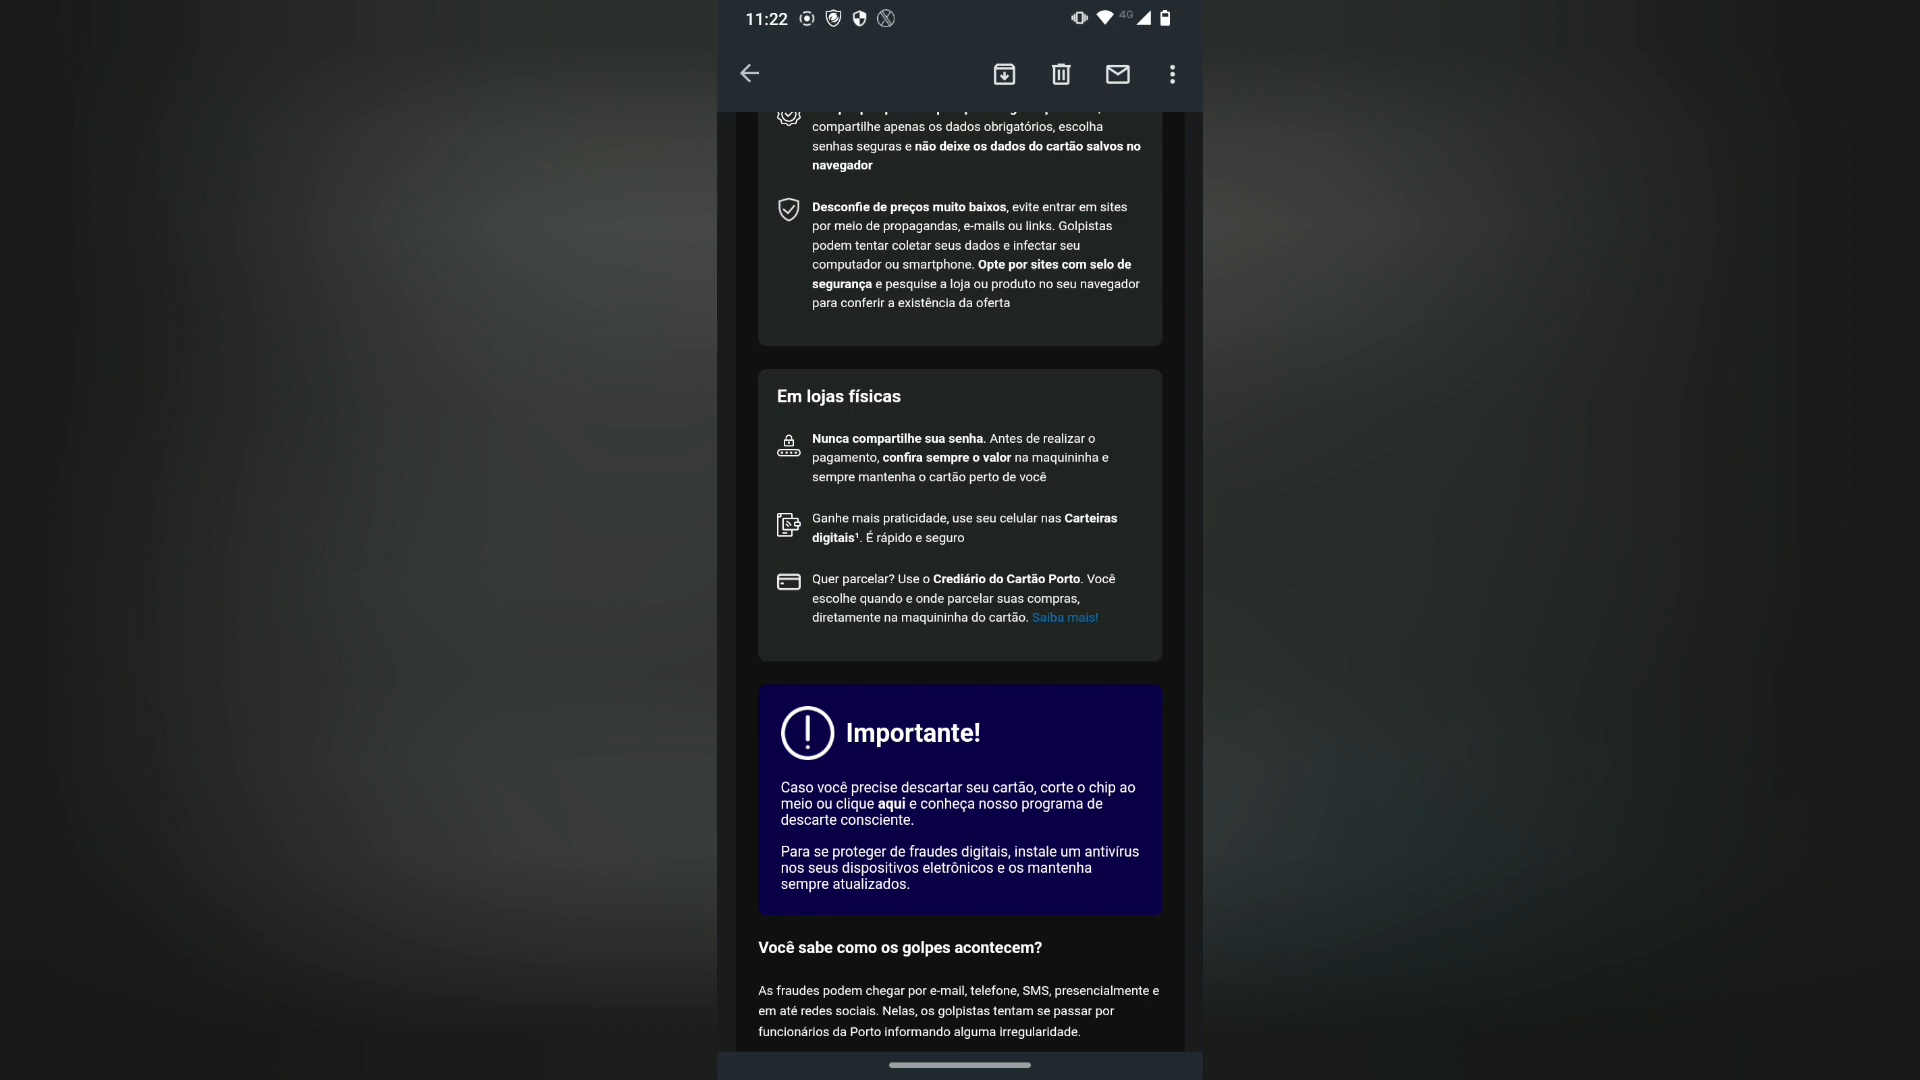 11:22
4G
compartilhe apenas os dados obrigatórios, escolha
senhas seguras e não deixe os dados do cartão salvos no
navegador
Desconfie de preços muito baixos, evite entrar em sites
por meio de propagandas, e-mails ou links. Golpistas
podem tentar coletar seus dados e infectar seu
computador ou smartphone. Opte por sites com selo de
segurança e pesquise a loja ou produto no seu navegador
para conferir a existência da oferta
Em lojas físicas
Nunca compartilhe sua senha. Antes de realizar o
pagamento, confira sempre o valor na maquininha e
sempre mantenha o cartão perto de você
Ganhe mais praticidade, use seu celular nas Carteiras
digitais¹. É rápido e seguro
Quer parcelar? Use o Crediário do Cartão Porto. Você
escolhe quando e onde parcelar suas compras,
diretamente na maquininha do cartão. Saiba mais!
Importante!
Caso você precise descartar seu cartão, corte o chip ao
meio ou clique aqui e conheça nosso programa de
descarte consciente.
Para se proteger de fraudes digitais, instale um antivírus
nos seus dispositivos eletrônicos e os mantenha
sempre atualizados.
Você sabe como os golpes acontecem?
As fraudes podem chegar por e-mail, telefone, SMS, presencialmente e
em até redes sociais. Nelas, os golpistas tentam se passar por
funcionários da Porto informando alguma irregularidade.